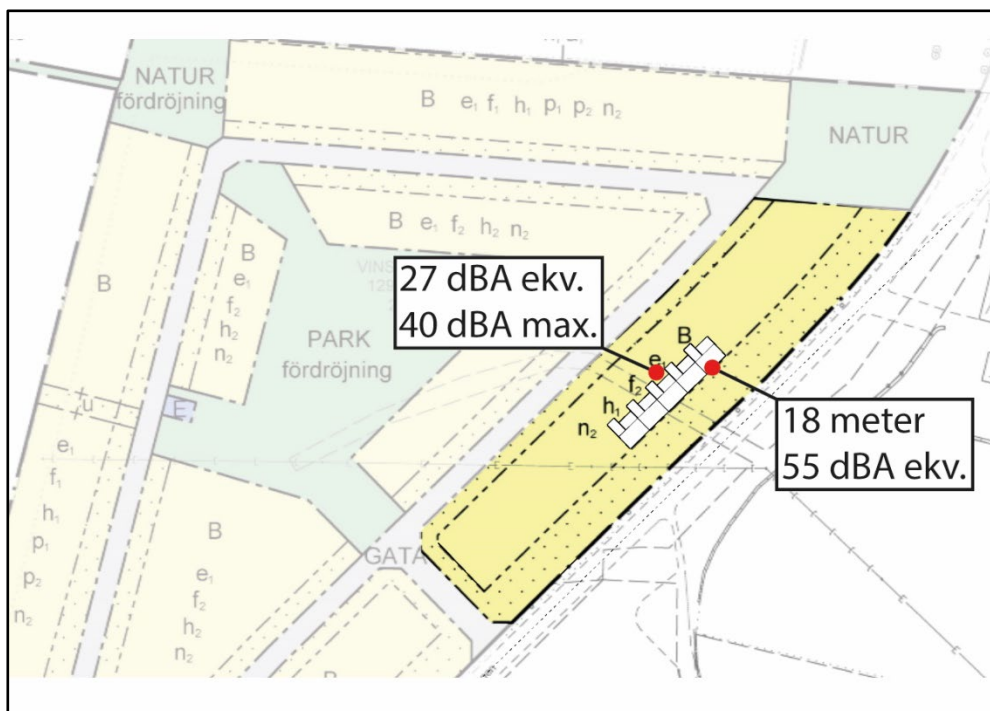 NATUR
fördröjning
B e₁ f₁ h₁ p₁ p₂ n₂
NATUR
B e₁ f₂ h₂ n₂
B
B
e₁
f₂
h₂
n₂
27 dBA ekv.
40 dBA max.
PARK
fördröjning
B
e₁
f₂
h₁
n₂
18 meter
55 dBA ekv.
u
E
e₁
f₁
h₁
p₁
p₂
n₂
B
e₁
f₂
h₂
n₂
GATA
B